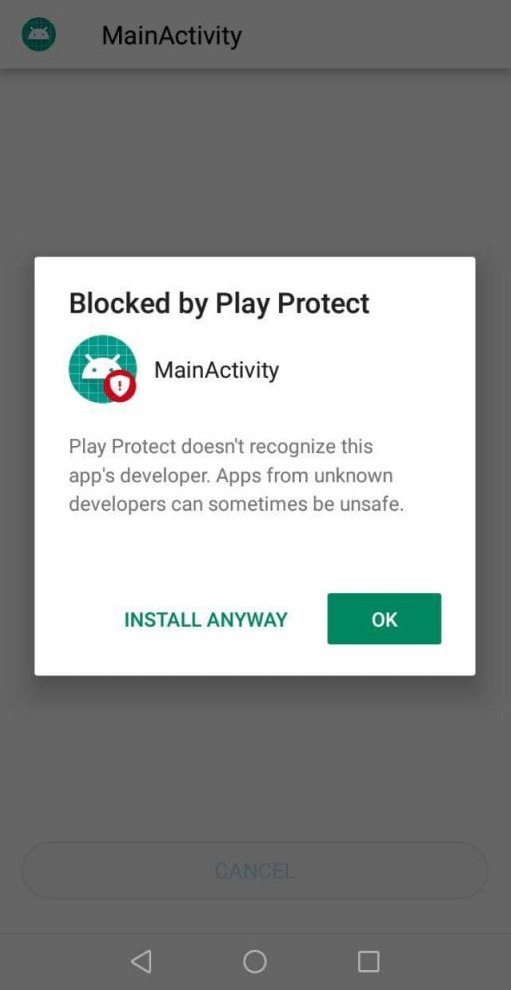 MainActivity
Blocked by Play Protect
MainActivity
Play Protect doesn't recognize this
app's developer. Apps from unknown
developers can sometimes be unsafe.
INSTALL ANYWAY
OK
CANCEL